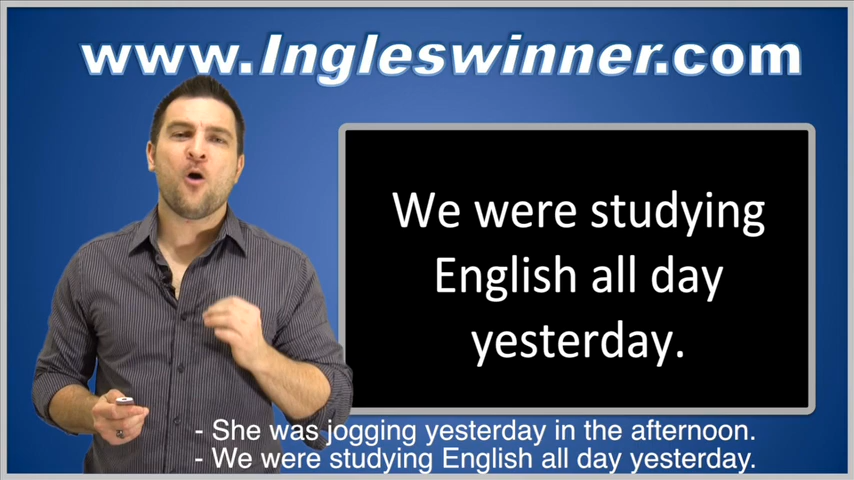 www.Ingleswinner.com
We were studying
English all day
yesterday.
- She was jogging yesterday in the afternoon.
- We were studying English all day yesterday.